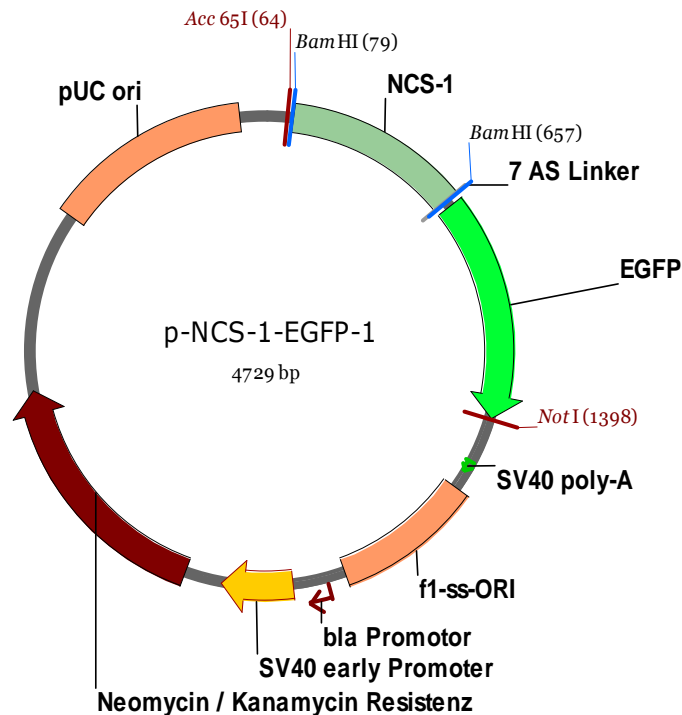 Acc 65I (64)
BamHI (79)
pUC ori
NCS-1
BamHI (657)
7 AS Linker
EGFP
p-NCS-1-EGFP-1
4729 bp
NotI (1398)
SV40 poly-A
f1-ss-ORI
bla Promotor
SV40 early Promoter
Neomycin / Kanamycin Resistenz